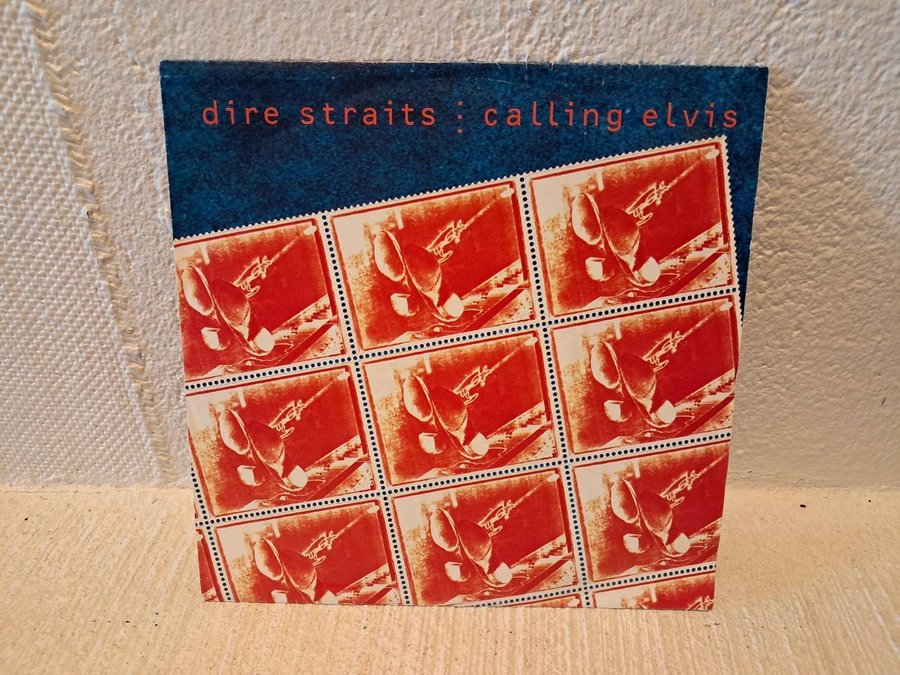 dire straits ⋮ calling elvis